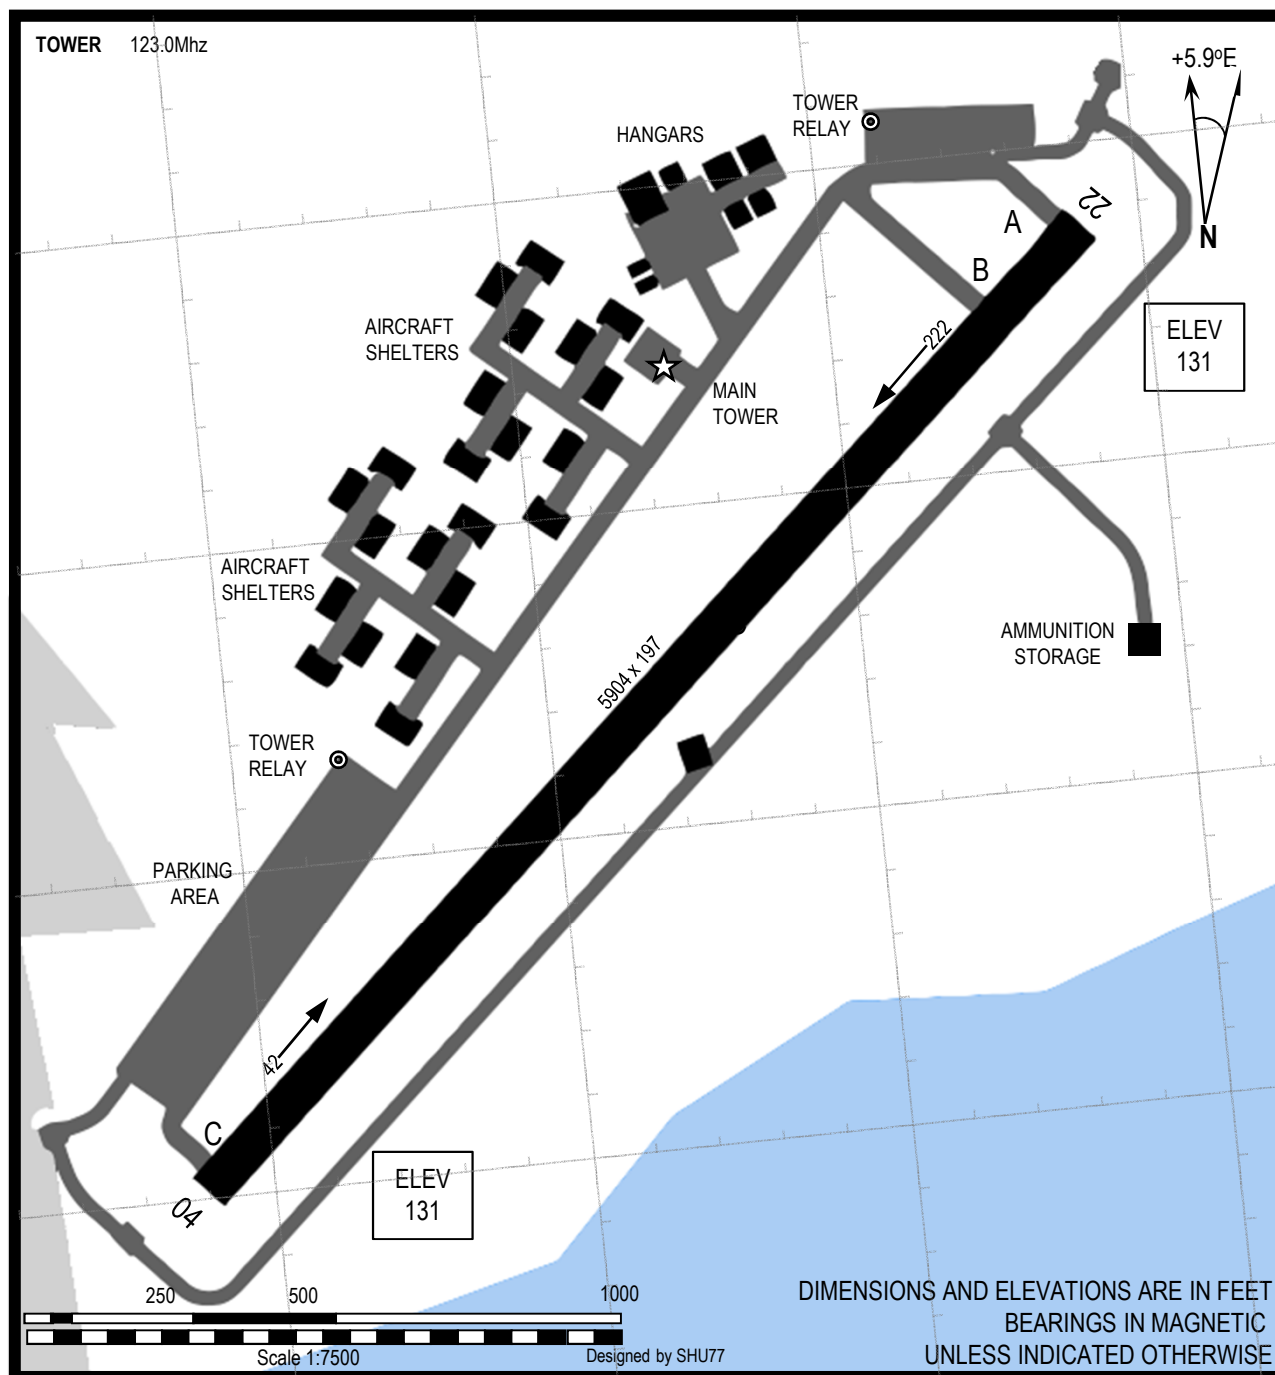 TOWER 123.0Mhz
+5.9ºE
TOWER
RELAY
HANGARS
22
A
N
B
ELEV
131
AIRCRAFT
SHELTERS
222
MAIN
TOWER
AIRCRAFT
SHELTERS
AMMUNITION
STORAGE
5904 x 197
TOWER
RELAY
PARKING
AREA
42
C
ELEV
131
04
250 500 1000
DIMENSIONS AND ELEVATIONS ARE IN FEET
BEARINGS IN MAGNETIC
UNLESS INDICATED OTHERWISE
Scale 1:7500
Designed by SHU77